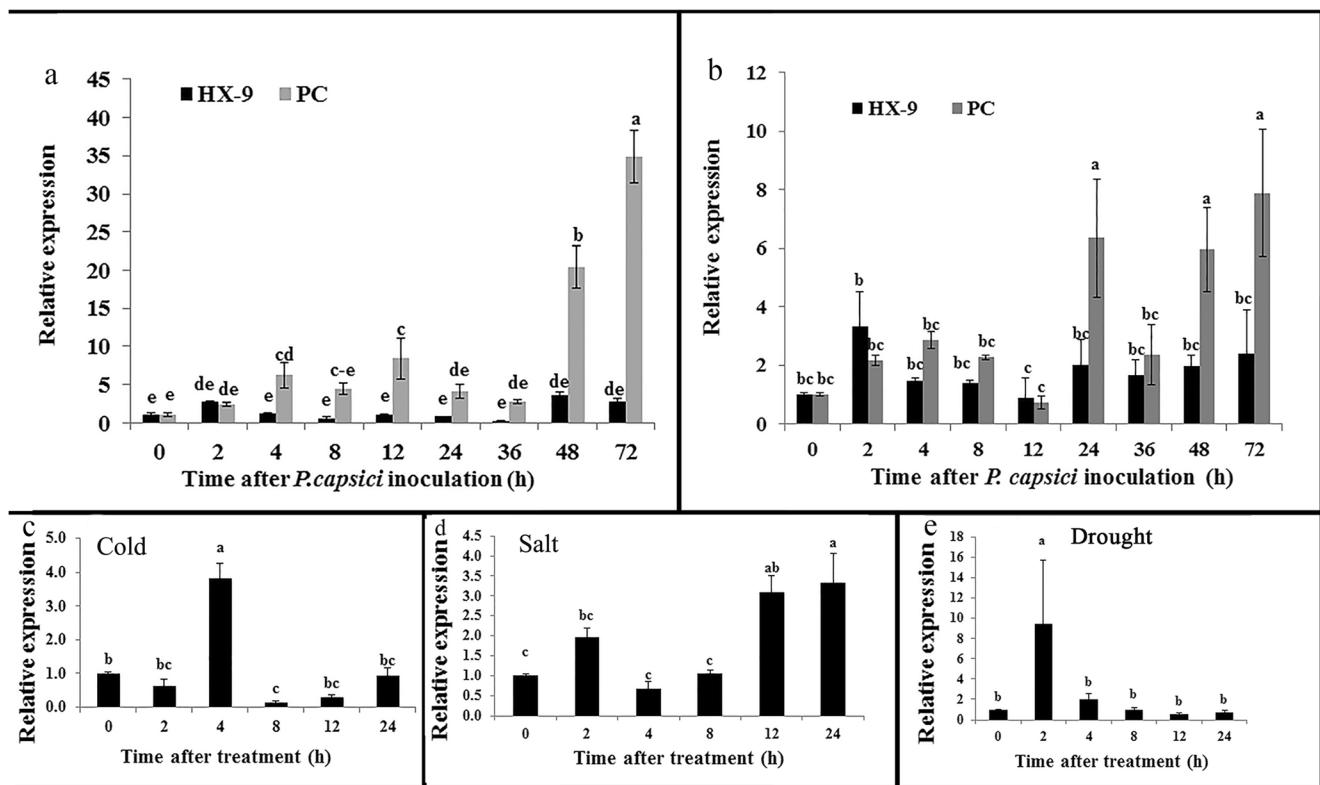 a
HX-9 PC
Relative expression
45
40
35
30
25
20
15
10
5
0
e e de de cd e c-e e c e de e de e de b de a
0 2 4 8 12 24 36 48 72
Time after P.capsici inoculation (h)
b
HX-9 PC
Relative expression
12
10
8
6
4
2
0
bc bc b bc bc bc bc bc c c bc a bc bc bc a bc a
0 2 4 8 12 24 36 48 72
Time after P. capsici inoculation (h)
c
Cold
Relative expression
5.0
4.0
3.0
2.0
1.0
0.0
b bc a c bc bc
0 2 4 8 12 24
Time after treatment (h)
d
Salt
Relative expression
4.5
4.0
3.5
3.0
2.5
2.0
1.5
1.0
0.5
0.0
c bc c c ab a
0 2 4 8 12 24
Time after treatment (h)
e
Drought
Relative expression
18
16
14
12
10
8
6
4
2
0
b a b b b b
0 2 4 8 12 24
Time after treatment (h)